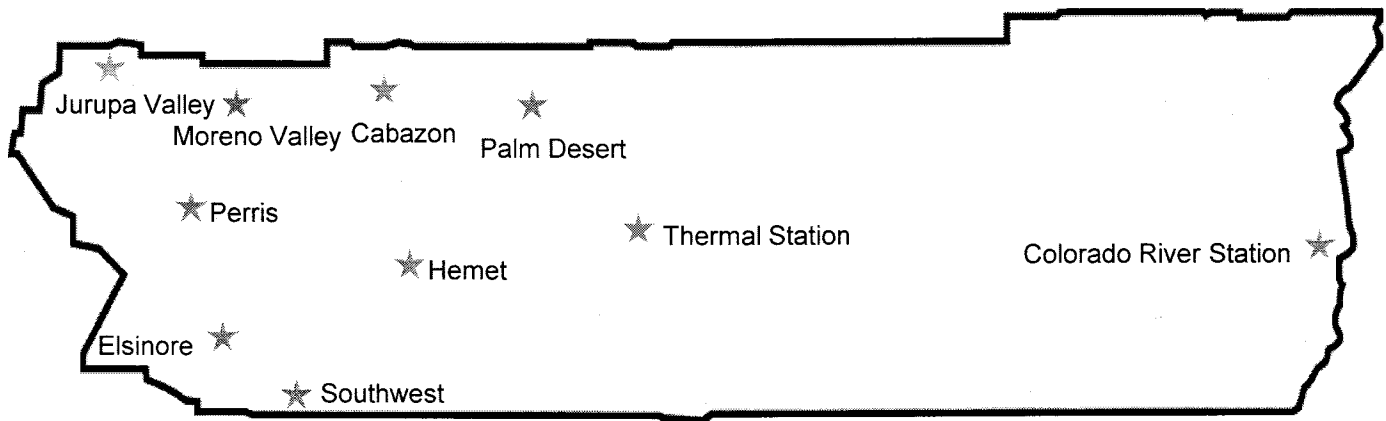 Jurupa Valley
Moreno Valley
Cabazon
Palm Desert
Perris
Thermal Station
Colorado River Station
Hemet
Elsinore
Southwest